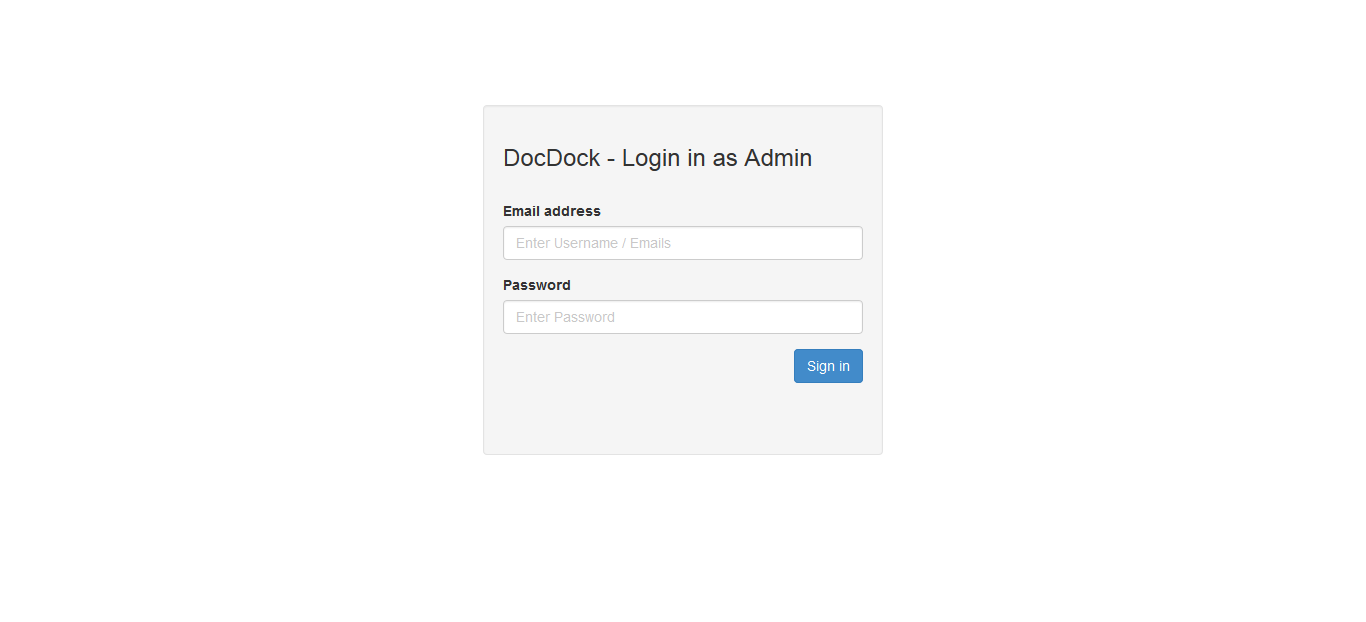 DocDock - Login in as Admin
Email address
Enter Username / Emails
Password
Enter Password
Sign in